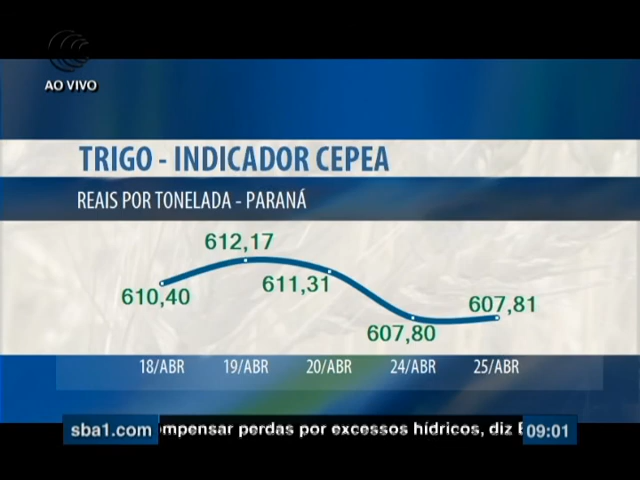 AO VIVO
TRIGO - INDICADOR CEPEA
REAIS POR TONELADA - PARANÁ
612,17
610,40
611,31
607,80
607,81
18/ABR 19/ABR 20/ABR 24/ABR 25/ABR
sba1.com perdas por excessos hídricos, diz 09:01